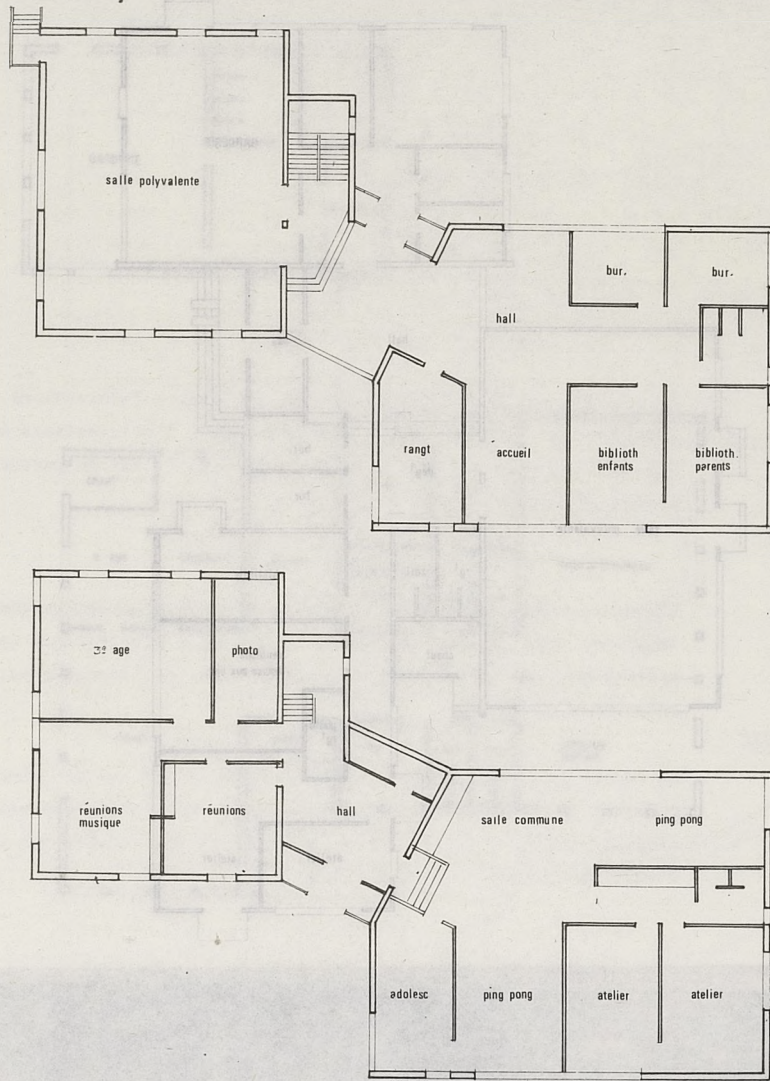 salle polyvalente
bur.
bur.
hall
rangt
accueil
biblioth
enfants
biblioth.
parents
3e age
photo
réunions
musique
réunions
hall
salle commune
ping pong
adolesc
ping pong
atelier
atelier